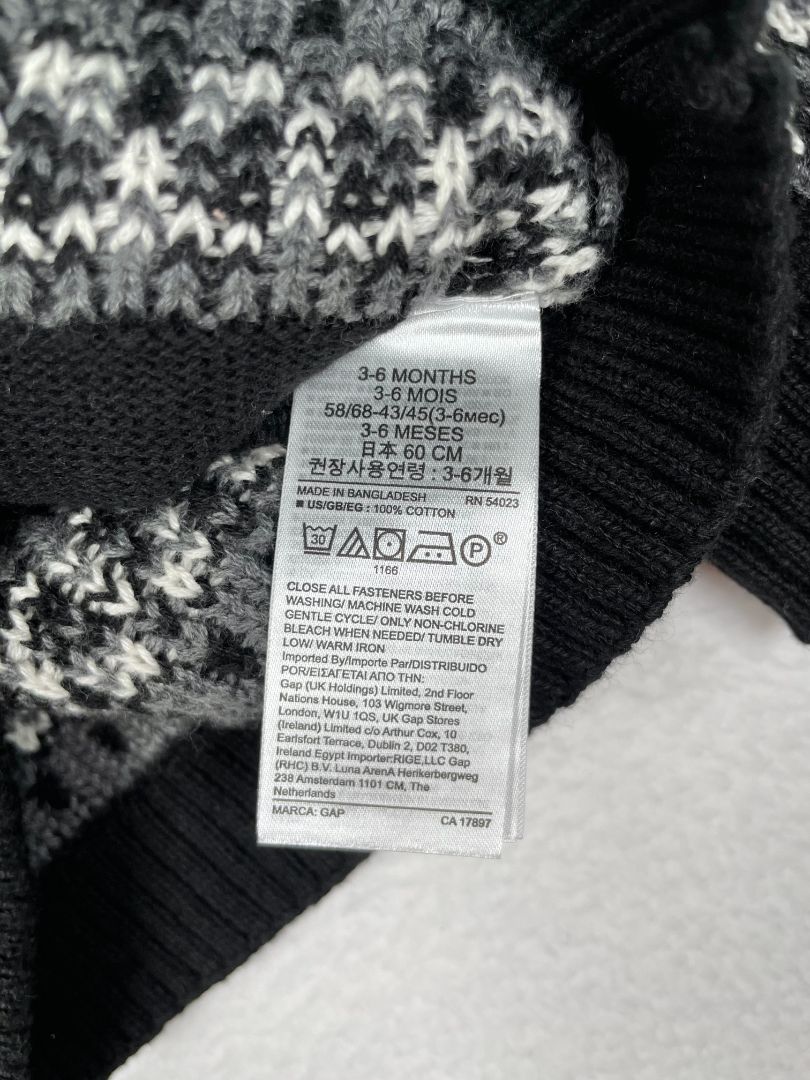 3-6 MONTHS
3-6 MOIS
58/68-43/45(3-6мес)
3-6 MESES
日本 60 CM
권장사용연령 : 3-6개월
MADE IN BANGLADESH RN 54023
■ US/GB/EG : 100% COTTON
30 P ®
1166
CLOSE ALL FASTENERS BEFORE
WASHING/ MACHINE WASH COLD
GENTLE CYCLE/ ONLY NON-CHLORINE
BLEACH WHEN NEEDED/ TUMBLE DRY
LOW/ WARM IRON
Imported By/Importe Par/DISTRIBUIDO
POR/ΕΙΣΑΓΕΤΑΙ ΑΠΟ ΤΗΝ:
Gap (UK Holdings) Limited, 2nd Floor
Nations House, 103 Wigmore Street,
London, W1U 1QS, UK Gap Stores
(Ireland) Limited c/o Arthur Cox, 10
Earlsfort Terrace, Dublin 2, D02 T380,
Ireland Egypt Importer:RIGE,LLC Gap
(RHC) B.V. Luna ArenA Herikerbergweg
238 Amsterdam 1101 CM, The
Netherlands
MARCA: GAP CA 17897